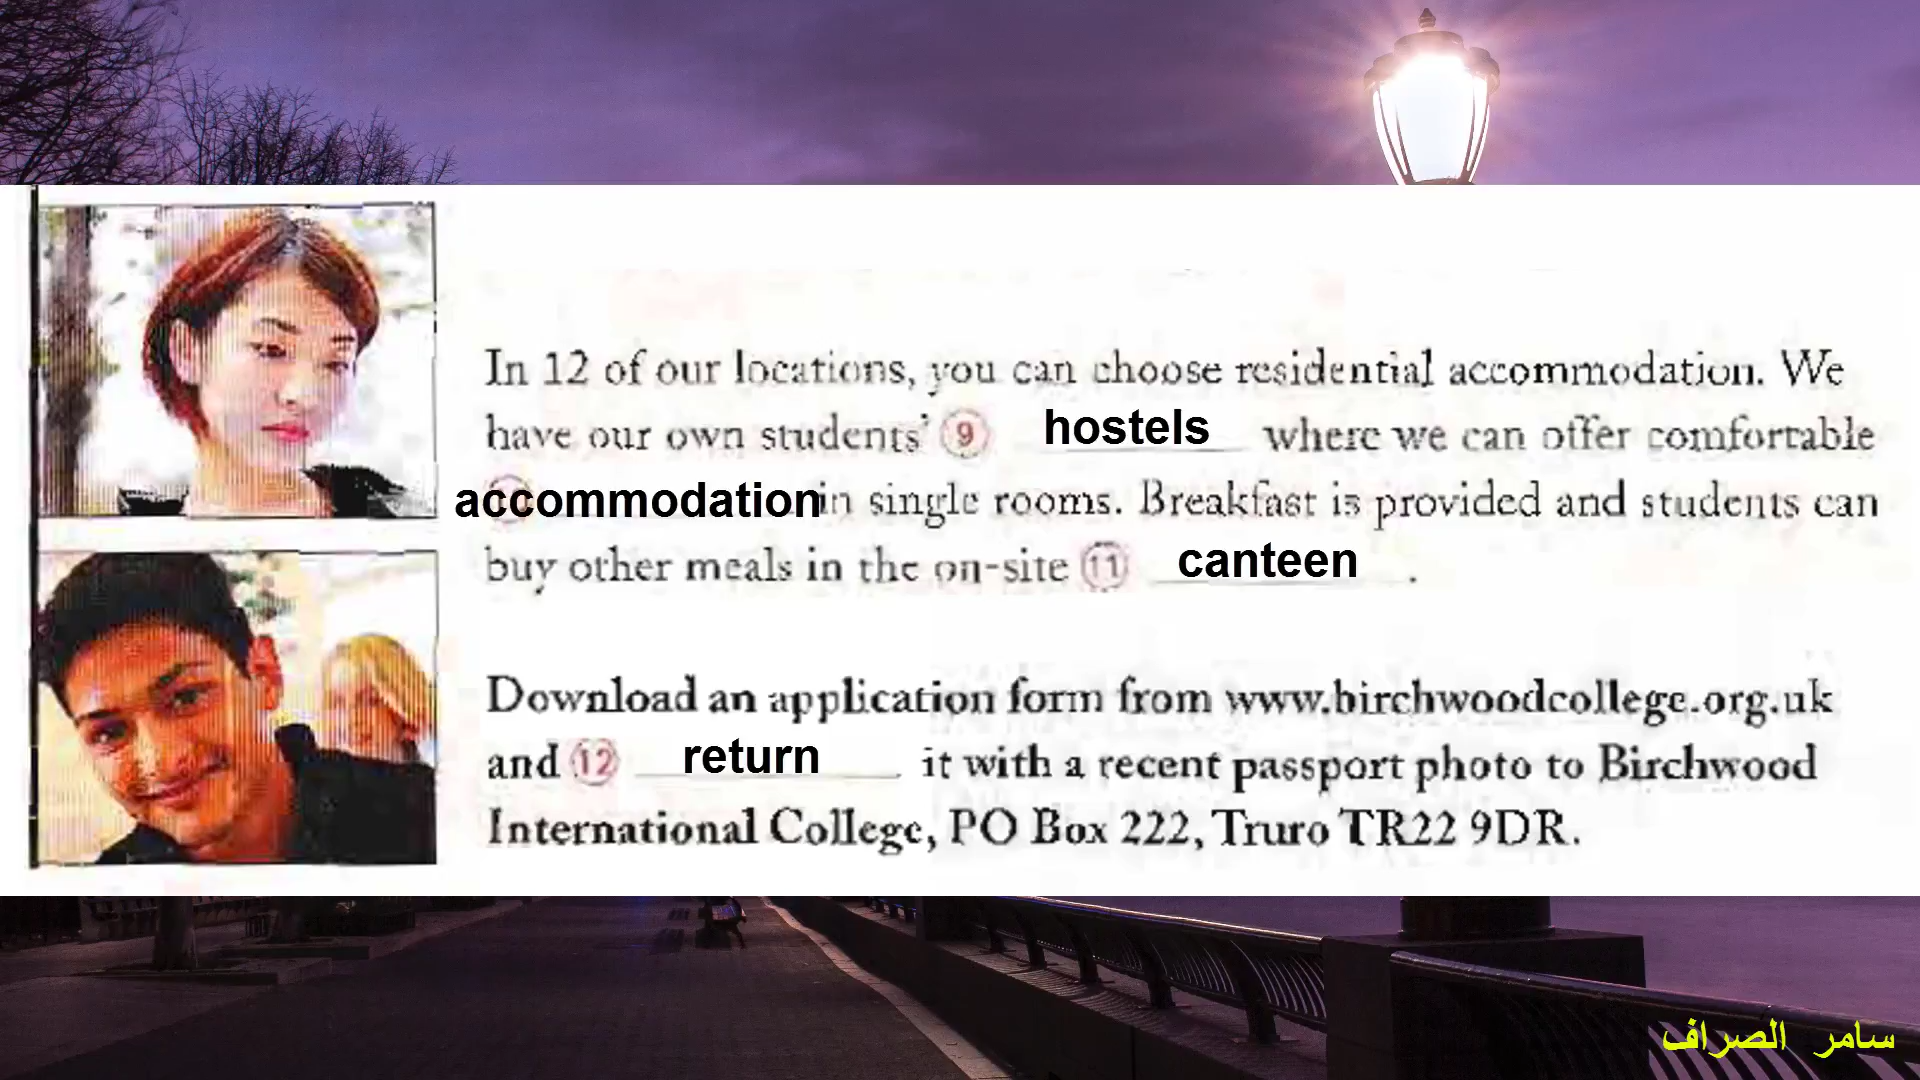 In 12 of our locations, you can choose residential accommodation. We
have our own students' 9 hostels where we can offer comfortable
accommodation in single rooms. Breakfast is provided and students can
buy other meals in the on-site 11 canteen .
Download an application form from www.birchwoodcollege.org.uk
and 12 return it with a recent passport photo to Birchwood
International College, PO Box 222, Truro TR22 9DR.
سامر الصراف